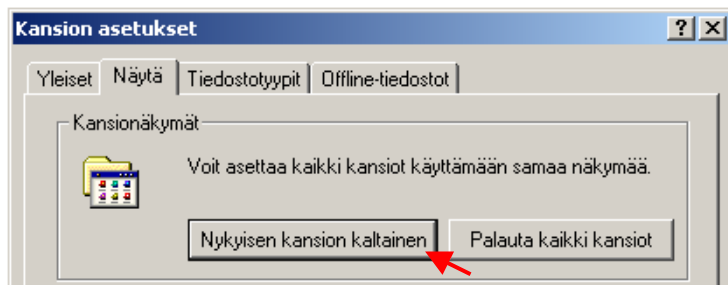 Kansion asetukset
Yleiset Näytä Tiedostotyypit Offline-tiedostot
Kansionäkymät
Voit asettaa kaikki kansiot käyttämään samaa näkymää.
Nykyisen kansion kaltainen Palauta kaikki kansiot